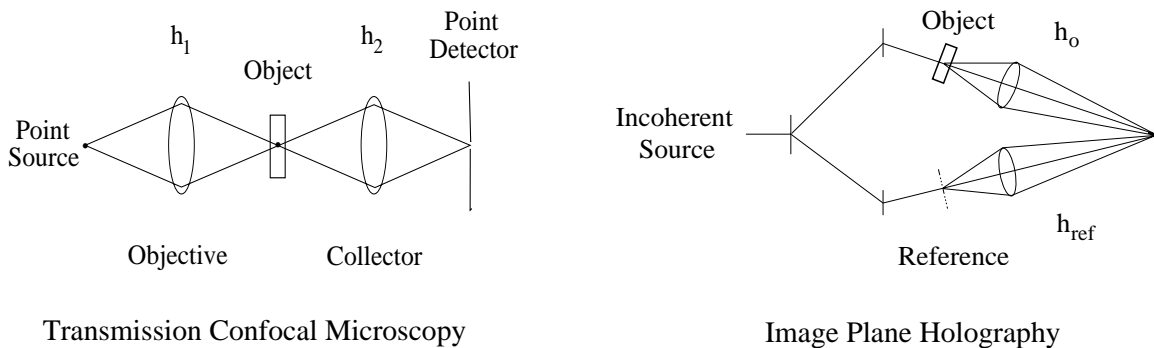 h1
h2
Point
Detector
Object
Point
Source
Objective
Collector
Transmission Confocal Microscopy
Object
ho
Incoherent
Source
href
Reference
Image Plane Holography